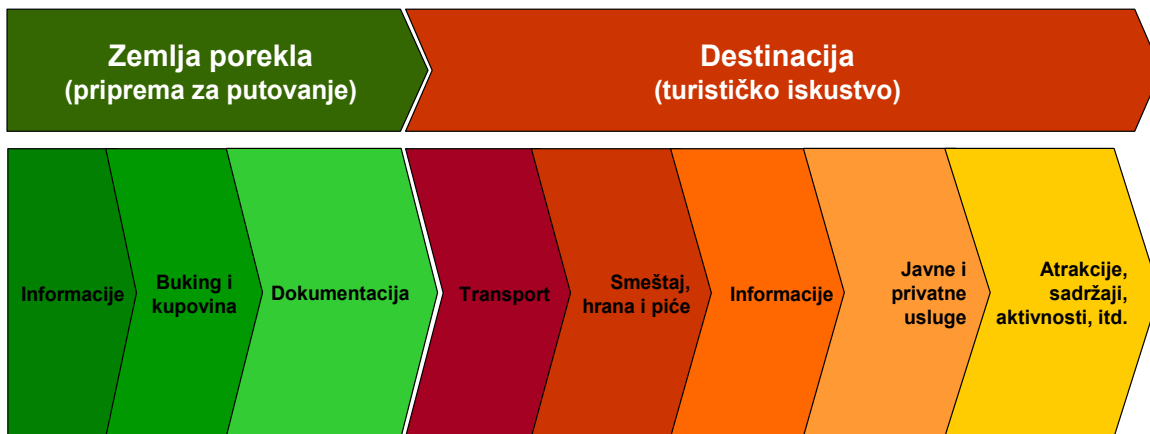 Zemlja porekla
(priprema za putovanje)
Destinacija
(turističko iskustvo)
Informacije
Buking i
kupovina
Dokumentacija
Transport
Smeštaj,
hrana i piće
Informacije
Javne i
privatne
usluge
Atrakcije,
sadržaji,
aktivnosti, itd.